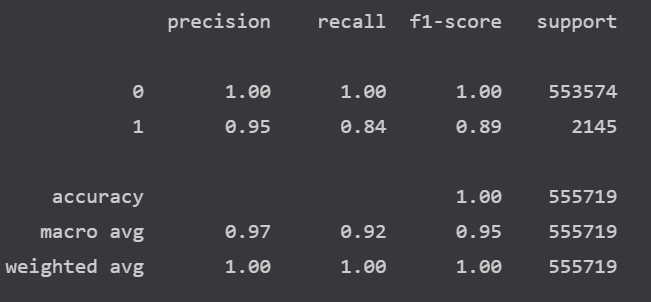 precision recall f1-score support
0 1.00 1.00 1.00 553574
1 0.95 0.84 0.89 2145
accuracy 1.00 555719
macro avg 0.97 0.92 0.95 555719
weighted avg 1.00 1.00 1.00 555719